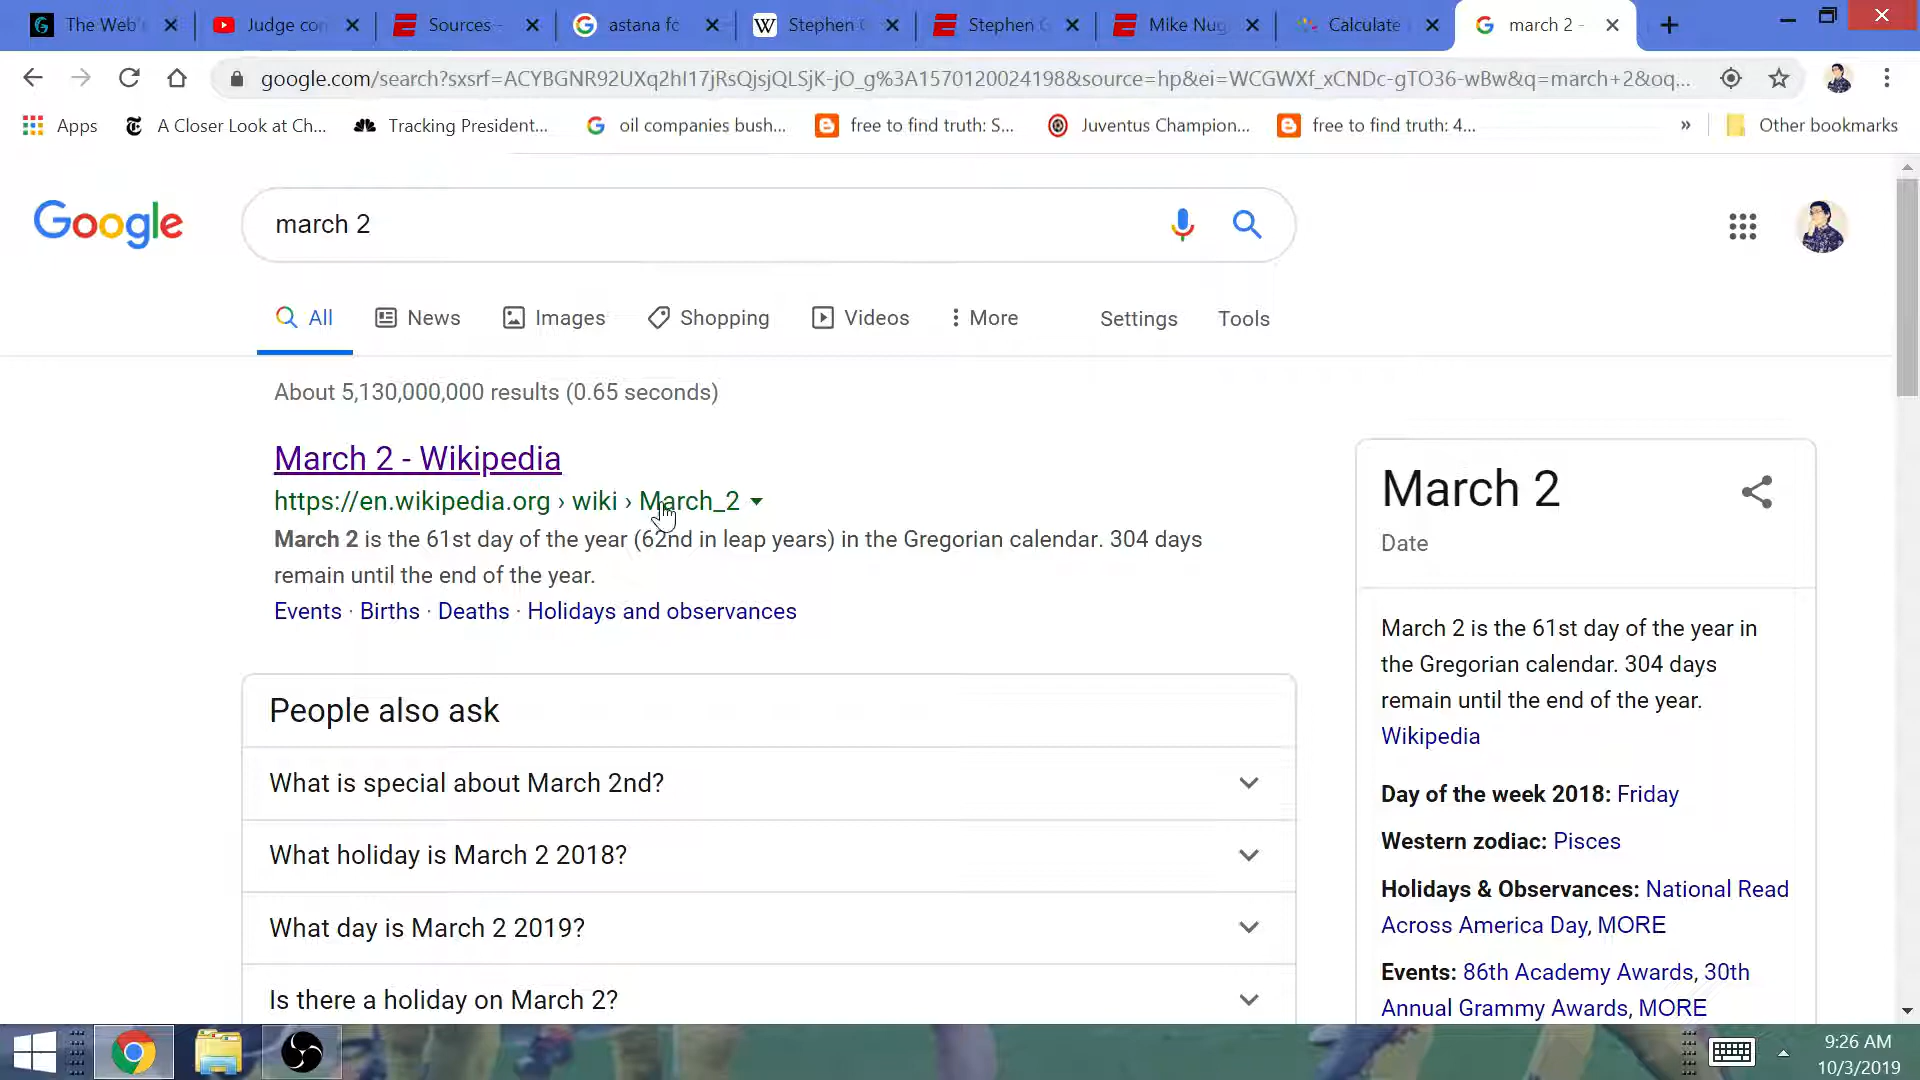 The Web'
Judge con
Sources -
astana fc
Stephen G
Stephen G
Mike Nug
Calculate
march 2 -
google.com/search?sxsrf=ACYBGNR92UXq2hI17jRsQjsjQLSjK-jO_g%3A1570120024198&source=hp&ei=WCGWXf_xCNDc-gTO36-wBw&q=march+2&oq...
Apps
A Closer Look at Ch...
Tracking President...
oil companies bush...
free to find truth: S...
Juventus Champion...
free to find truth: 4...
»
Other bookmarks
Google
march 2
All
News
Images
Shopping
Videos
More
Settings
Tools
About 5,130,000,000 results (0.65 seconds)
March 2 - Wikipedia
https://en.wikipedia.org › wiki › March_2
March 2 is the 61st day of the year (62nd in leap years) in the Gregorian calendar. 304 days
remain until the end of the year.
Events · Births · Deaths · Holidays and observances
People also ask
What is special about March 2nd?
What holiday is March 2 2018?
What day is March 2 2019?
Is there a holiday on March 2?
March 2
Date
March 2 is the 61st day of the year in
the Gregorian calendar. 304 days
remain until the end of the year.
Wikipedia
Day of the week 2018: Friday
Western zodiac: Pisces
Holidays & Observances: National Read
Across America Day, MORE
Events: 86th Academy Awards, 30th
Annual Grammy Awards, MORE
9:26 AM
10/3/2019